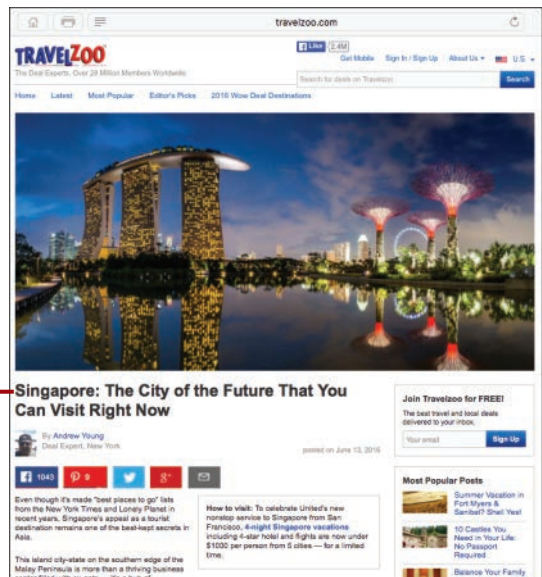 travelzoo.com
TRAVELZOO
The Deal Experts. Over 28 Million Members Worldwide
Like 2.4M
Get Mobile Sign In / Sign Up About Us U.S.
Search for deals on Travelzoo
Search
Home Latest Most Popular Editor's Picks 2016 Wow Deal Destinations
Singapore: The City of the Future That You
Can Visit Right Now
By Andrew Young
Deal Expert, New York
posted on June 13, 2016
1043
9
Even though it's made "best places to go" lists
from the New York Times and Lonely Planet in
recent years, Singapore's appeal as a tourist
destination remains one of the best-kept secrets in
Asia.
This island city-state on the southern edge of the
Malay Peninsula is more than a thriving business
How to visit: To celebrate United's new
nonstop service to Singapore from San
Francisco, 4-night Singapore vacations
including 4-star hotel and flights are now under
$1000 per person from 5 cities — for a limited
time.
Join Travelzoo for FREE!
The best travel and local deals
delivered to your inbox.
Your email
Sign Up
Most Popular Posts
Summer Vacation in
Fort Myers &
Sanibel? Shell Yes!
10 Castles You
Need in Your Life:
No Passport
Required
Balance Your Family